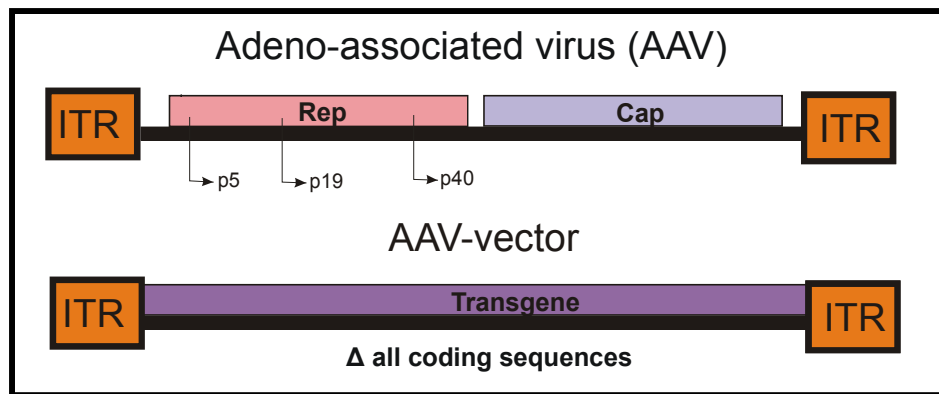 Adeno-associated virus (AAV)
ITR Rep Cap ITR
p5 p19 p40
AAV-vector
ITR Transgene ITR
Δ all coding sequences